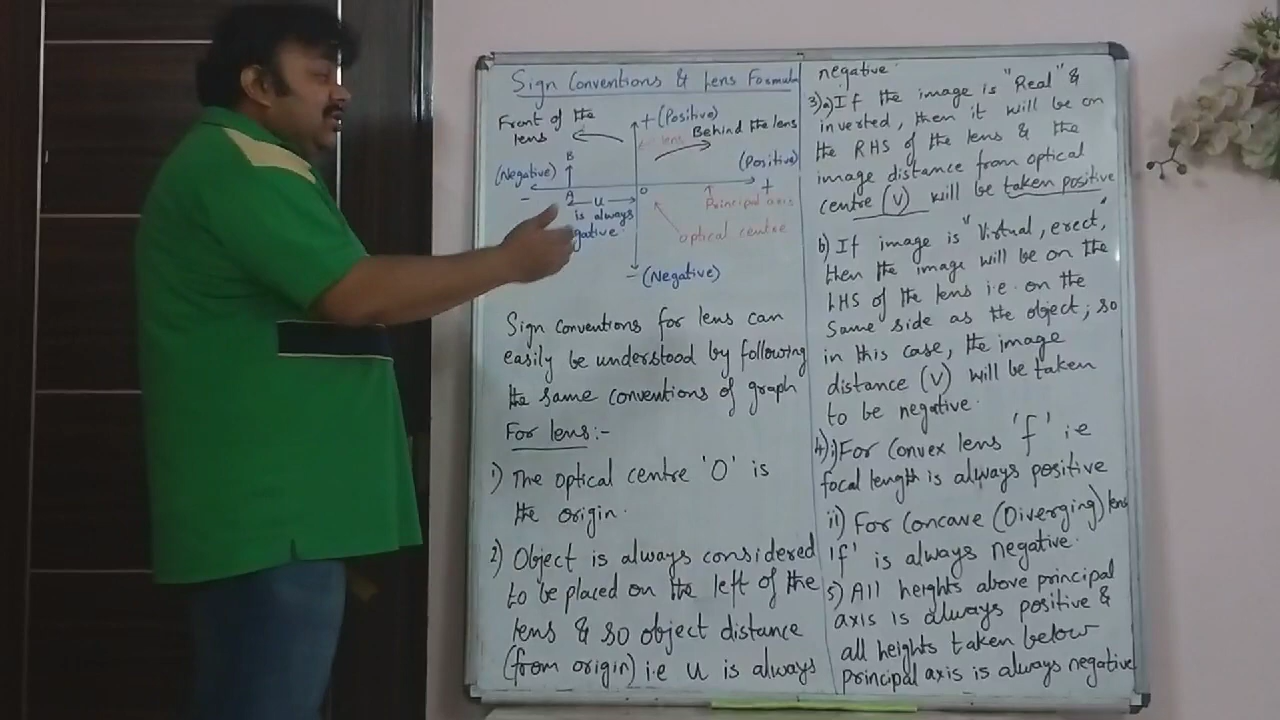 Sign Conventions & Lens Formula
Front of the
lens
+ (Positive)
Behind the lens
B
(Negative)
(Positive)
-
A
u
O
+
is always
Principal axis
optical centre
- (Negative)
Sign conventions for lens can
easily be understood by following
the same conventions of graph
For lens:-
1) The optical centre 'O' is
the origin.
2) Object is always considered
to be placed on the left of the
lens & so object distance
(from origin) i.e u is always
negative.
3)a) If the image is "Real" &
inverted, then it will be on
the RHS of the lens & the
image distance from optical
centre (V) will be taken positive
b) If image is "Virtual, erect,"
then the image will be on the
LHS of the lens i.e. on the
same side as the object; so
in this case, the image
distance (V) will be taken
to be negative.
4)i) For convex lens 'f' i.e
focal length is always positive
ii) For Concave (Diverging) lens
'f' is always negative.
5) All heights above principal
axis is always positive &
all heights taken below
principal axis is always negative